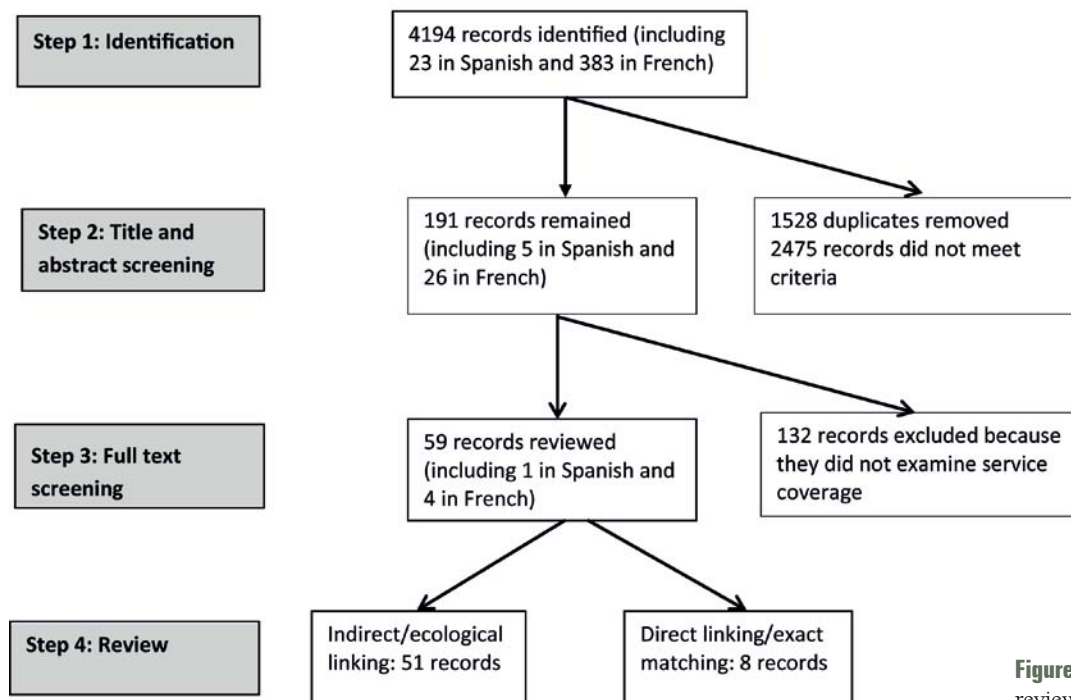 Step 1: Identification
4194 records identified (including
23 in Spanish and 383 in French)
Step 2: Title and
abstract screening
191 records remained
(including 5 in Spanish and
26 in French)
1528 duplicates removed
2475 records did not meet
criteria
Step 3: Full text
screening
59 records reviewed
(including 1 in Spanish and
4 in French)
132 records excluded because
they did not examine service
coverage
Step 4: Review
Indirect/ecological
linking: 51 records
Direct linking/exact
matching: 8 records
Figure
review